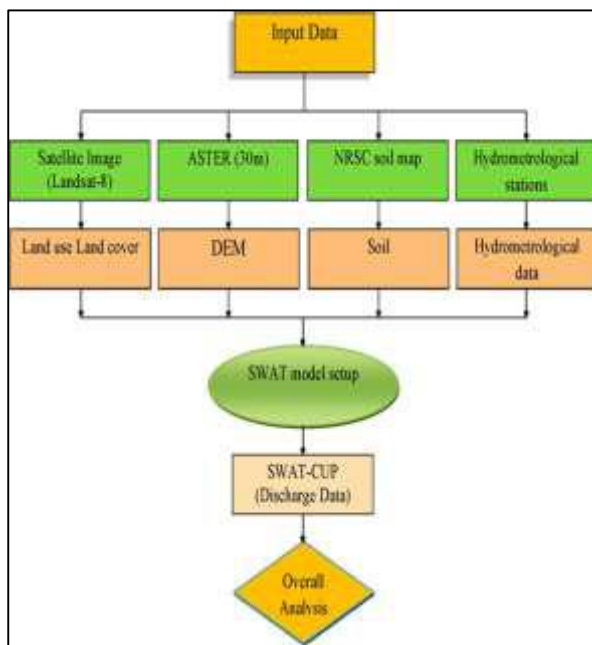 Input Data
Satellite Image
(Landsat-8)
ASTER (30m)
NRSC soil map
Hydrometrological
stations
Land use Land cover
DEM
Soil
Hydrometrological
data
SWAT model setup
SWAT-CUP
(Discharge Data)
Overall
Analysis